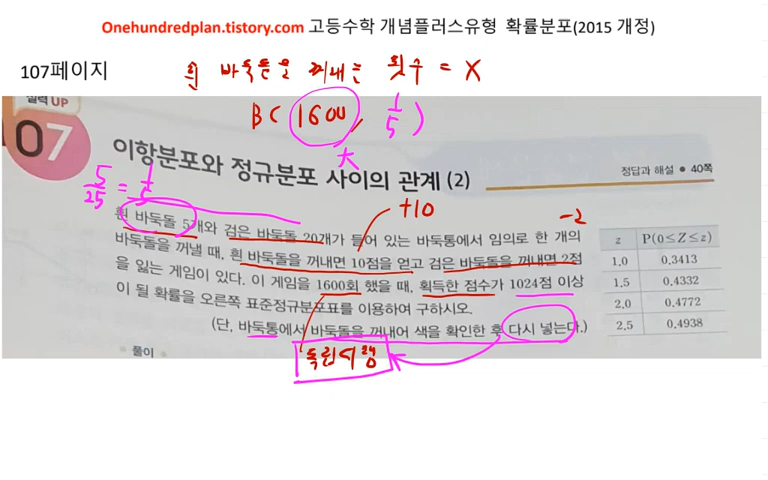 Onehundredplan.tistory.com 고등수학 개념플러스유형 확률분포(2015 개정)
107페이지
흰 바둑돌을 꺼내는 횟수 = X
B( 1600, 1/5 )
大
실력 UP
07
이항분포와 정규분포 사이의 관계 (2)
정답과 해설 ● 40쪽
5/25 = 1/5
+10
-2
흰 바둑돌 5개와 검은 바둑돌 20개가 들어 있는 바둑통에서 임의로 한 개의
바둑돌을 꺼낼 때, 흰 바둑돌을 꺼내면 10점을 얻고 검은 바둑돌을 꺼내면 2점
을 잃는 게임이 있다. 이 게임을 1600회 했을 때, 획득한 점수가 1024점 이상
이 될 확률을 오른쪽 표준정규분포표를 이용하여 구하시오.
(단, 바둑통에서 바둑돌을 꺼내어 색을 확인한 후 다시 넣는다.)
z P(0≤Z≤z)
1.0 0.3413
1.5 0.4332
2.0 0.4772
2.5 0.4938
풀이
독립시행